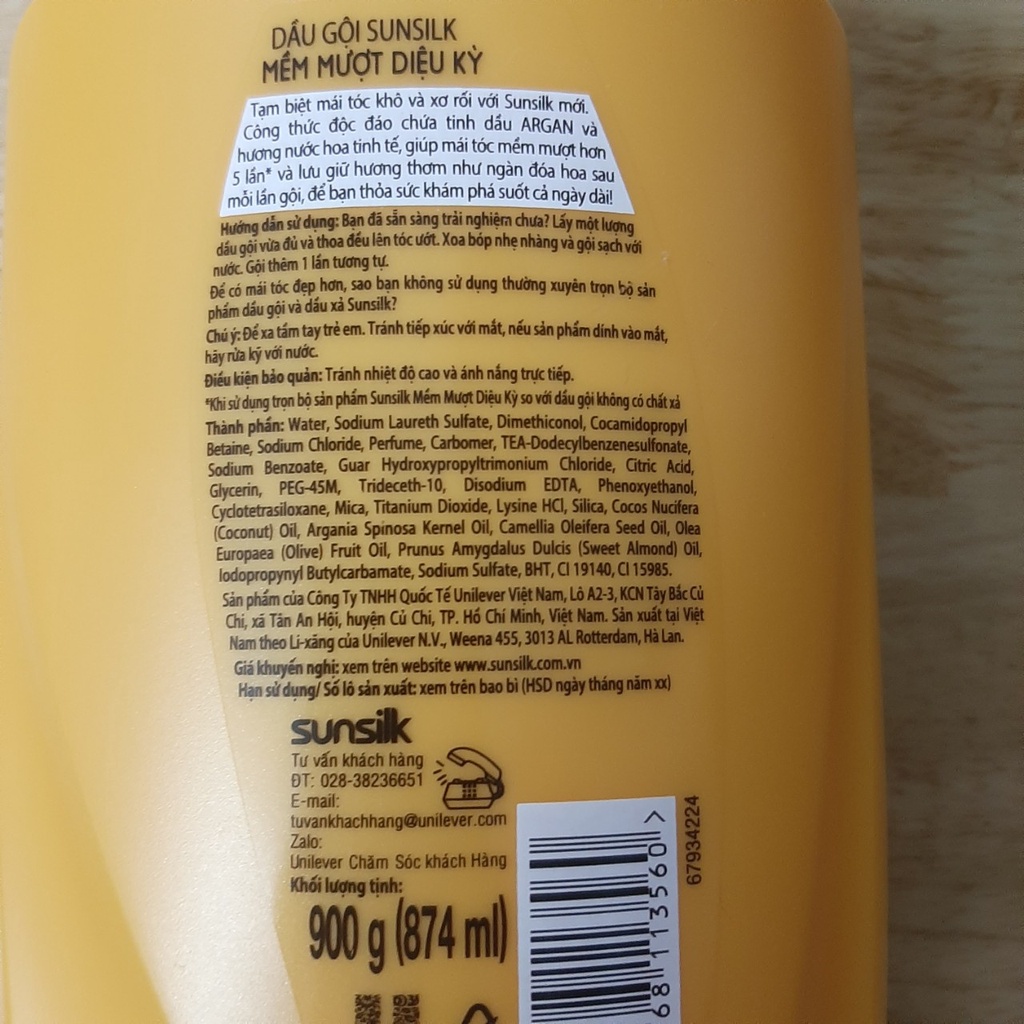 DẦU GỘI SUNSILK
MỀM MƯỢT DIỆU KỲ
Tạm biệt mái tóc khô và xơ rối với Sunsilk mới.
Công thức độc đáo chứa tinh dầu ARGAN và
hương nước hoa tinh tế, giúp mái tóc mềm mượt hơn
5 lần* và lưu giữ hương thơm như ngàn đóa hoa sau
mỗi lần gội, để bạn thỏa sức khám phá suốt cả ngày dài!
Hướng dẫn sử dụng: Bạn đã sẵn sàng trải nghiệm chưa? Lấy một lượng
dầu gội vừa đủ và thoa đều lên tóc ướt. Xoa bóp nhẹ nhàng và gội sạch với
nước. Gội thêm 1 lần tương tự.
Để có mái tóc đẹp hơn, sao bạn không sử dụng thường xuyên trọn bộ sản
phẩm dầu gội và dầu xả Sunsilk?
Chú ý: Để xa tầm tay trẻ em. Tránh tiếp xúc với mắt, nếu sản phẩm dính vào mắt,
hãy rửa kỹ với nước.
Điều kiện bảo quản: Tránh nhiệt độ cao và ánh nắng trực tiếp.
*Khi sử dụng trọn bộ sản phẩm Sunsilk Mềm Mượt Diệu Kỳ so với dầu gội không có chất xả
Thành phần: Water, Sodium Laureth Sulfate, Dimethiconol, Cocamidopropyl
Betaine, Sodium Chloride, Perfume, Carbomer, TEA-Dodecylbenzenesulfonate,
Sodium Benzoate, Guar Hydroxypropyltrimonium Chloride, Citric Acid,
Glycerin, PEG-45M, Trideceth-10, Disodium EDTA, Phenoxyethanol,
Cyclotetrasiloxane, Mica, Titanium Dioxide, Lysine HCl, Silica, Cocos Nucifera
(Coconut) Oil, Argania Spinosa Kernel Oil, Camellia Oleifera Seed Oil, Olea
Europaea (Olive) Fruit Oil, Prunus Amygdalus Dulcis (Sweet Almond) Oil,
Iodopropynyl Butylcarbamate, Sodium Sulfate, BHT, CI 19140, CI 15985.
Sản phẩm của Công Ty TNHH Quốc Tế Unilever Việt Nam, Lô A2-3, KCN Tây Bắc Củ
Chi, xã Tân An Hội, huyện Củ Chi, TP. Hồ Chí Minh, Việt Nam. Sản xuất tại Việt
Nam theo Li-xăng của Unilever N.V., Weena 455, 3013 AL Rotterdam, Hà Lan.
Giá khuyến nghị: xem trên website www.sunsilk.com.vn
Hạn sử dụng/ Số lô sản xuất: xem trên bao bì (HSD ngày tháng năm xx)
sunsilk
Tư vấn khách hàng
ĐT: 028-38236651
E-mail:
tuvankhachhang@unilever.com
Zalo:
Unilever Chăm Sóc khách Hàng
Khối lượng tịnh:
900 g (874 ml)
68 113560 >
67934224